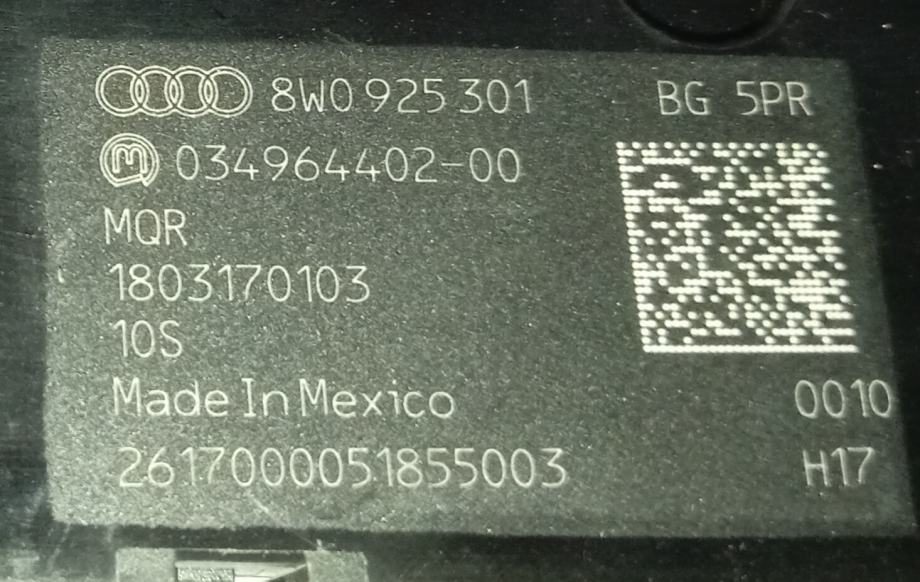 8W0 925 301 BG 5PR
M 034964402-00
MQR
1803170103
10S
Made In Mexico 0010
2617000051855003 H17